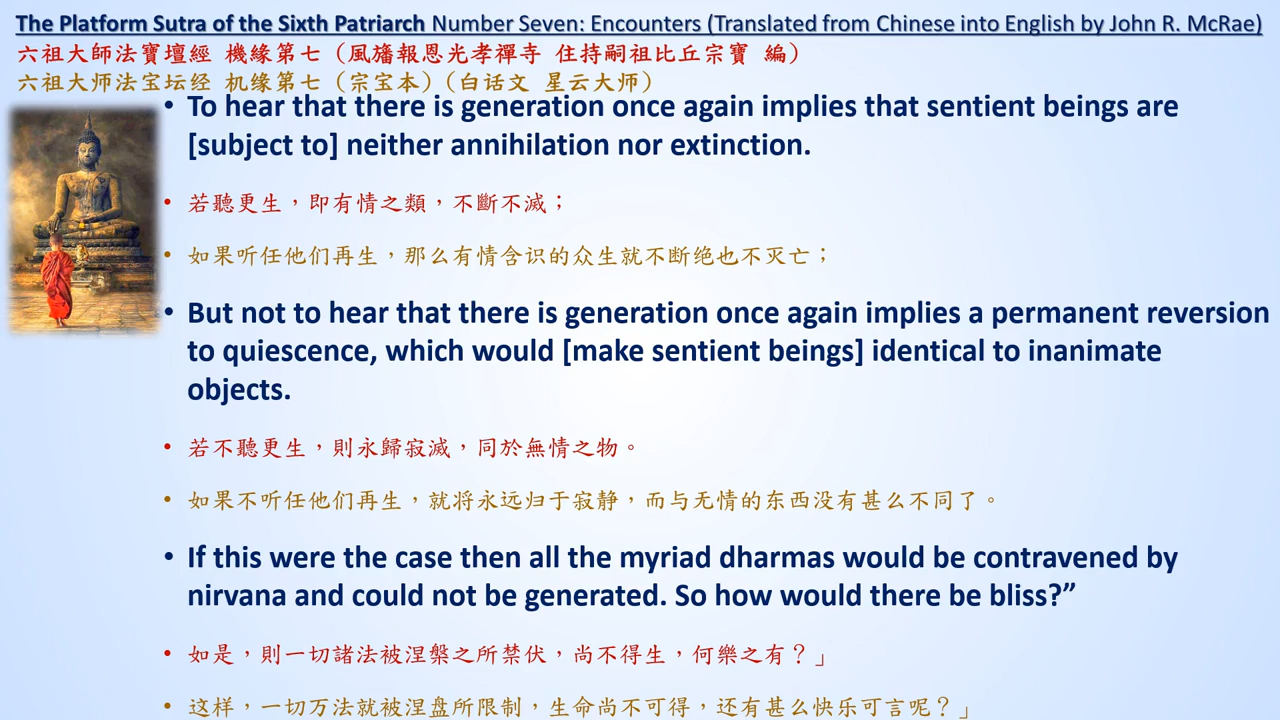 The Platform Sutra of the Sixth Patriarch Number Seven: Encounters (Translated from Chinese into English by John R. McRae)
六祖大師法寶壇經 機緣第七（風旛報恩光孝禪寺 住持嗣祖比丘宗寶 編）
六祖大师法宝坛经 机缘第七（宗宝本）（白话文 星云大师）
• To hear that there is generation once again implies that sentient beings are
[subject to] neither annihilation nor extinction.
• 若聽更生，即有情之類，不斷不滅；
• 如果听任他们再生，那么有情含识的众生就不断绝也不灭亡；
• But not to hear that there is generation once again implies a permanent reversion
to quiescence, which would [make sentient beings] identical to inanimate
objects.
• 若不聽更生，則永歸寂滅，同於無情之物。
• 如果不听任他们再生，就将永远归于寂静，而与无情的东西没有甚么不同了。
• If this were the case then all the myriad dharmas would be contravened by
nirvana and could not be generated. So how would there be bliss?”
• 如是，則一切諸法被涅槃之所禁伏，尚不得生，何樂之有？」
• 这样，一切万法就被涅盘所限制，生命尚不可得，还有甚么快乐可言呢？」